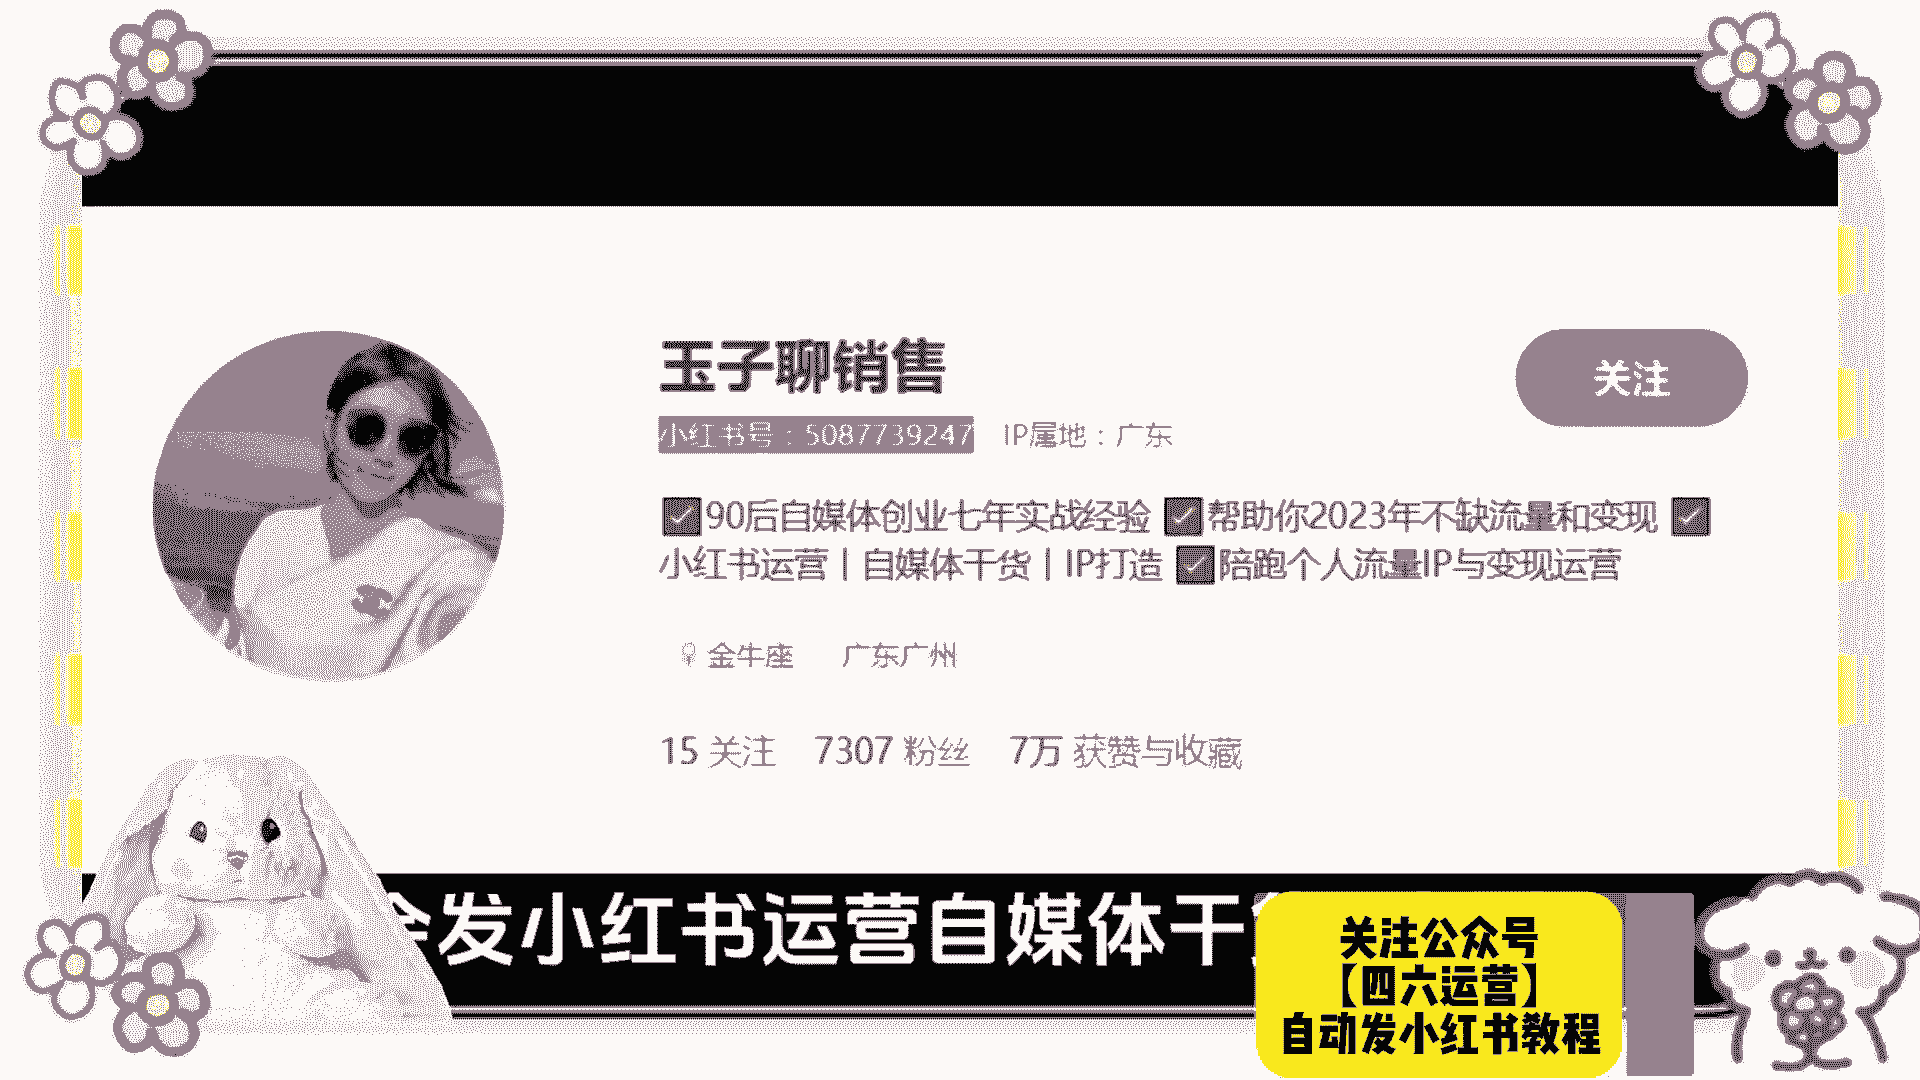 玉子聊销售
关注
小红书号：5087739247 IP属地：广东
✅90后自媒体创业七年实战经验 ✅帮助你2023年不缺流量和变现 ✅
小红书运营丨自媒体干货丨IP打造 ✅陪跑个人流量IP与变现运营
金牛座 广东广州
15 关注 7307 粉丝 7万 获赞与收藏
发小红书运营自媒体干
关注公众号
【四六运营】
自动发小红书教程